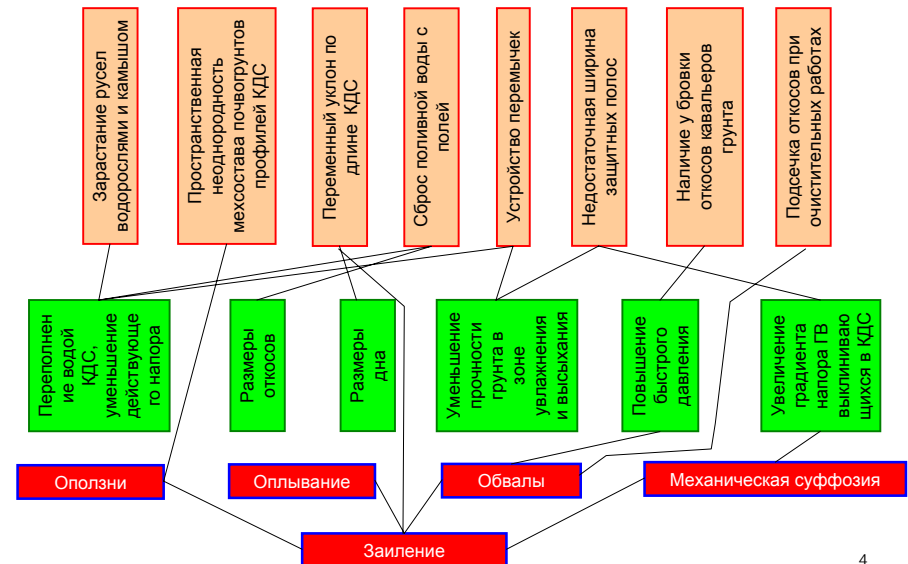 Зарастание русел
водорослями и камышом
Пространственная
неоднородность
мехсостава почвогрунтов
профилей КДС
Переменный уклон по
длине КДС
Сброс поливной воды с
полей
Устройство перемычек
Недостаточная ширина
защитных полос
Наличие у бровки
откосов кавальеров
грунта
Подсечка откосов при
очистительных работах
Переполнен
ие водой
КДС,
уменьшение
действующе
го напора
Размеры
откосов
Размеры
дна
Уменьшение
прочности
грунта в
зоне
увлажнения
и высыхания
Повышение
быстрого
давления
Увеличение
градиента
напора ГВ
выклиниваю
щихся в КДС
Оползни
Оплывание
Обвалы
Механическая суффозия
Заиление
4